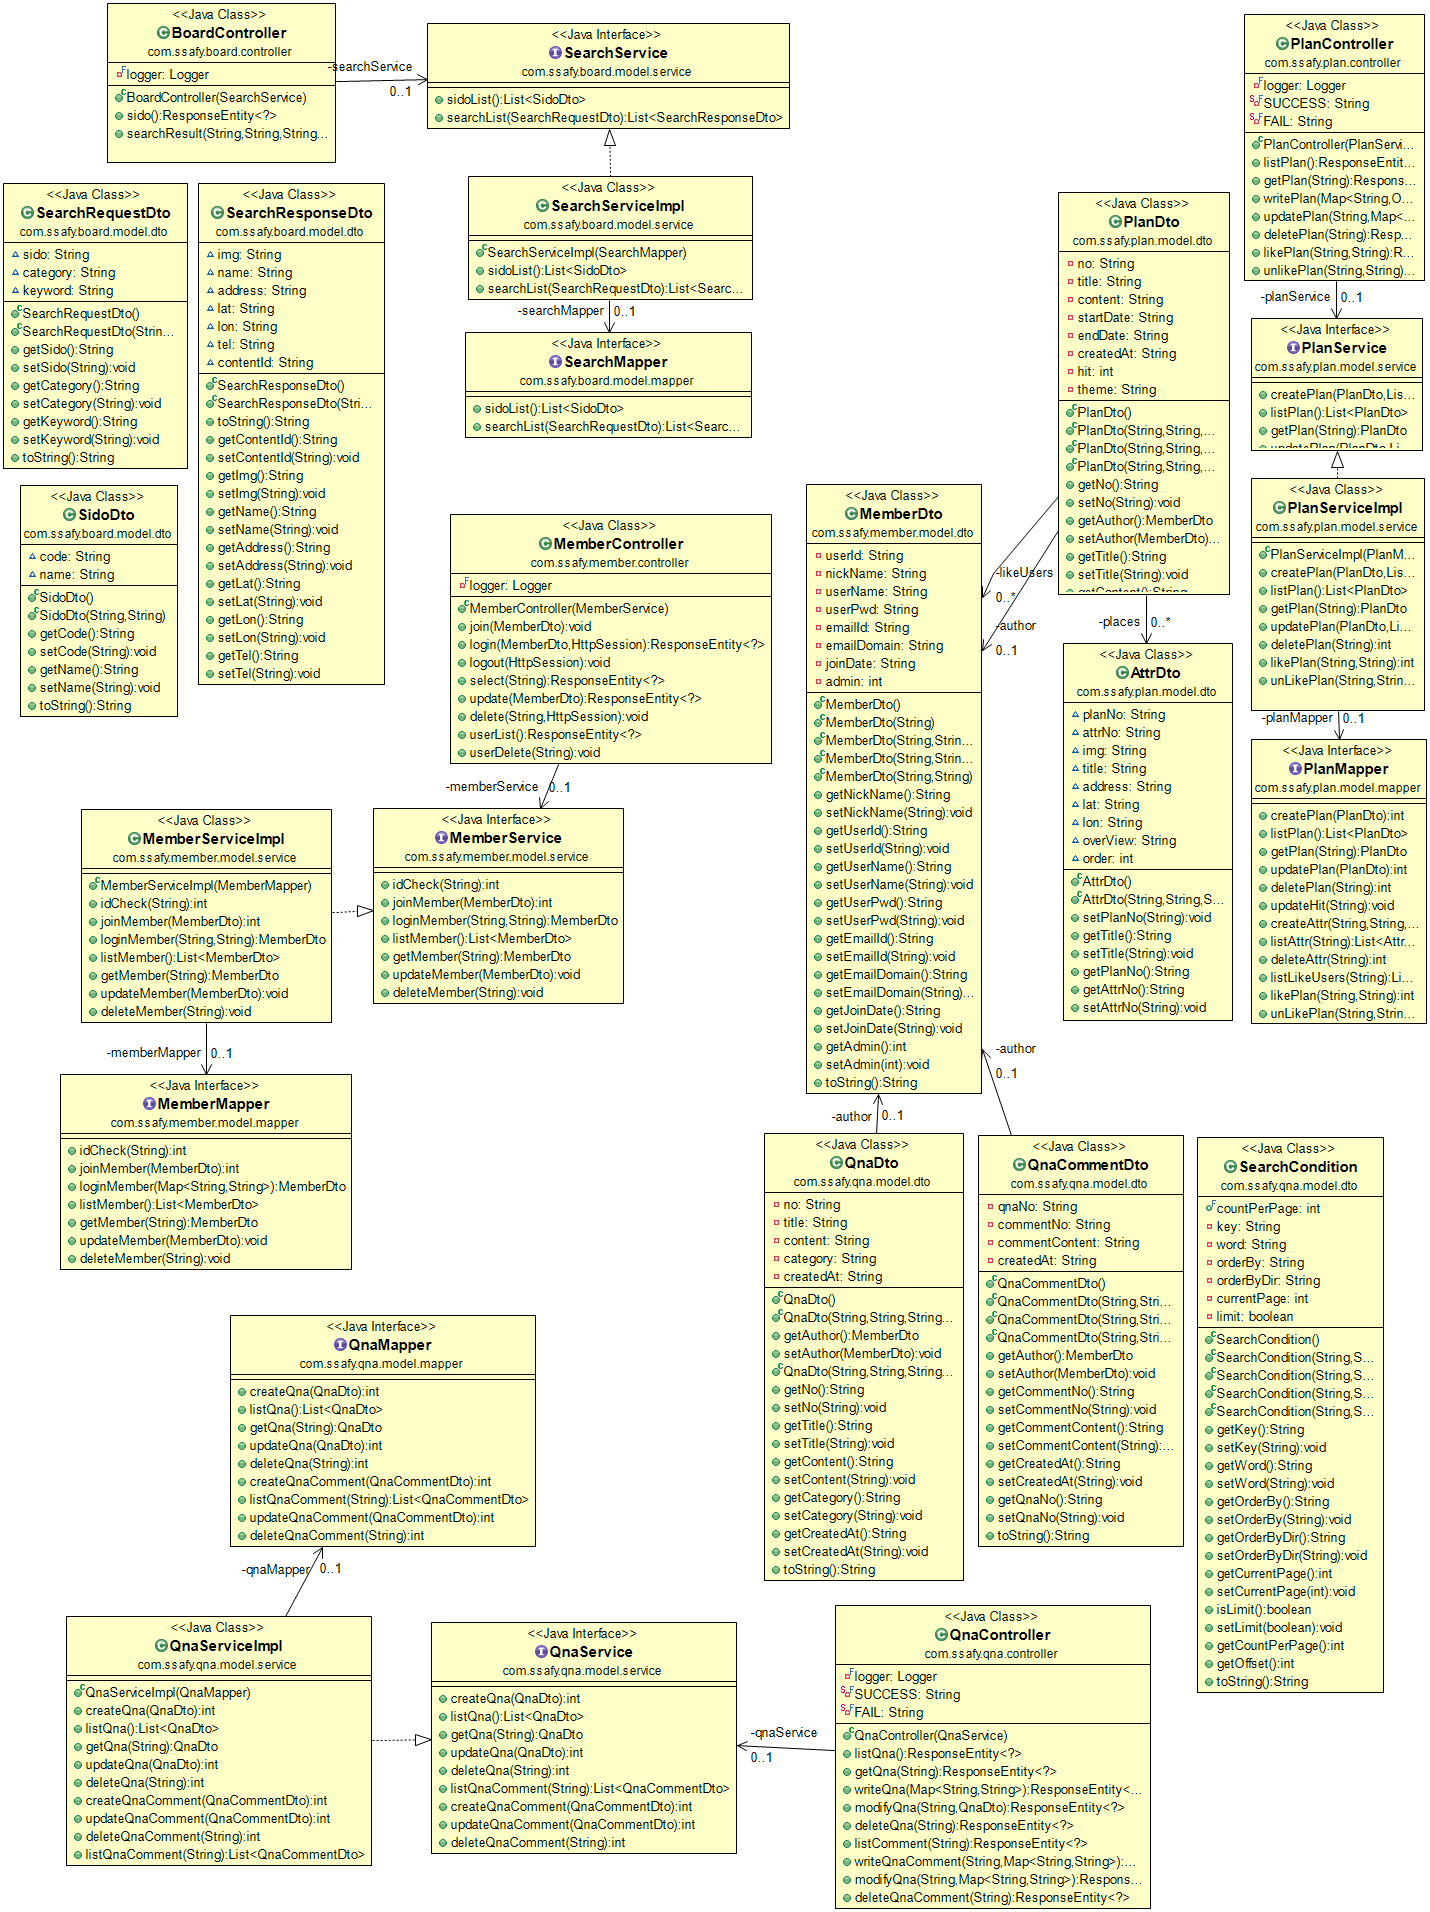 <<Java Class>>
BoardController
com.ssafy.board.controller
logger: Logger
BoardController(SearchService)
sido():ResponseEntity<?>
searchResult(String,String,String...
-searchService
0..1
<<Java Interface>>
SearchService
com.ssafy.board.model.service
sidoList():List<SidoDto>
searchList(SearchRequestDto):List<SearchResponseDto>
<<Java Class>>
PlanController
com.ssafy.plan.controller
logger: Logger
SUCCESS: String
FAIL: String
PlanController(PlanServi...
listPlan():ResponseEntit...
getPlan(String):Respons...
writePlan(Map<String,O...
updatePlan(String,Map<...
deletePlan(String):Resp...
likePlan(String,String):R...
unlikePlan(String,String)...
-planService
0..1
<<Java Class>>
SearchRequestDto
com.ssafy.board.model.dto
sido: String
category: String
keyword: String
SearchRequestDto()
SearchRequestDto(Strin...
getSido():String
setSido(String):void
getCategory():String
setCategory(String):void
getKeyword():String
setKeyword(String):void
toString():String
<<Java Class>>
SearchResponseDto
com.ssafy.board.model.dto
img: String
name: String
address: String
lat: String
lon: String
tel: String
contentId: String
SearchResponseDto()
SearchResponseDto(Stri...
toString():String
getContentId():String
setContentId(String):void
getImg():String
setImg(String):void
getName():String
setName(String):void
getAddress():String
setAddress(String):void
getLat():String
setLat(String):void
getLon():String
setLon(String):void
getTel():String
setTel(String):void
<<Java Class>>
SearchServiceImpl
com.ssafy.board.model.service
SearchServiceImpl(SearchMapper)
sidoList():List<SidoDto>
searchList(SearchRequestDto):List<Searc...
-searchMapper
0..1
<<Java Interface>>
SearchMapper
com.ssafy.board.model.mapper
sidoList():List<SidoDto>
searchList(SearchRequestDto):List<Searc...
<<Java Class>>
PlanDto
com.ssafy.plan.model.dto
no: String
title: String
content: String
startDate: String
endDate: String
createdAt: String
hit: int
theme: String
PlanDto()
PlanDto(String,String,...
PlanDto(String,String,...
PlanDto(String,String,...
getNo():String
setNo(String):void
getAuthor():MemberDto
setAuthor(MemberDto)...
getTitle():String
setTitle(String):void
getContent():String
-likeUsers
0..*
-author
0..1
-places
0..*
<<Java Interface>>
PlanService
com.ssafy.plan.model.service
createPlan(PlanDto,Lis...
listPlan():List<PlanDto>
getPlan(String):PlanDto
updatePlan(PlanDto,Li...
<<Java Class>>
PlanServiceImpl
com.ssafy.plan.model.service
PlanServiceImpl(PlanM...
createPlan(PlanDto,Lis...
listPlan():List<PlanDto>
getPlan(String):PlanDto
updatePlan(PlanDto,Li...
deletePlan(String):int
likePlan(String,String):int
unLikePlan(String,Strin...
-planMapper
0..1
<<Java Interface>>
PlanMapper
com.ssafy.plan.model.mapper
createPlan(PlanDto):int
listPlan():List<PlanDto>
getPlan(String):PlanDto
updatePlan(PlanDto):int
deletePlan(String):int
updateHit(String):void
createAttr(String,String,...
listAttr(String):List<Attr...
deleteAttr(String):int
listLikeUsers(String):Li...
likePlan(String,String):int
unLikePlan(String,Strin...
<<Java Class>>
SidoDto
com.ssafy.board.model.dto
code: String
name: String
SidoDto()
SidoDto(String,String)
getCode():String
setCode(String):void
getName():String
setName(String):void
toString():String
<<Java Class>>
MemberController
com.ssafy.member.controller
logger: Logger
MemberController(MemberService)
join(MemberDto):void
login(MemberDto,HttpSession):ResponseEntity<?>
logout(HttpSession):void
select(String):ResponseEntity<?>
update(MemberDto):ResponseEntity<?>
delete(String,HttpSession):void
userList():ResponseEntity<?>
userDelete(String):void
-memberService
0..1
<<Java Class>>
MemberDto
com.ssafy.member.model.dto
userId: String
nickName: String
userName: String
userPwd: String
emailId: String
emailDomain: String
joinDate: String
admin: int
MemberDto()
MemberDto(String)
MemberDto(String,Strin...
MemberDto(String,Strin...
MemberDto(String,String)
getNickName():String
setNickName(String):void
getUserId():String
setUserId(String):void
getUserName():String
setUserName(String):void
getUserPwd():String
setUserPwd(String):void
getEmailId():String
setEmailId(String):void
getEmailDomain():String
setEmailDomain(String)...
getJoinDate():String
setJoinDate(String):void
getAdmin():int
setAdmin(int):void
toString():String
<<Java Class>>
AttrDto
com.ssafy.plan.model.dto
planNo: String
attrNo: String
img: String
title: String
address: String
lat: String
lon: String
overView: String
order: int
AttrDto()
AttrDto(String,String,S...
setPlanNo(String):void
getTitle():String
setTitle(String):void
getPlanNo():String
getAttrNo():String
setAttrNo(String):void
<<Java Class>>
MemberServiceImpl
com.ssafy.member.model.service
MemberServiceImpl(MemberMapper)
idCheck(String):int
joinMember(MemberDto):int
loginMember(String,String):MemberDto
listMember():List<MemberDto>
getMember(String):MemberDto
updateMember(MemberDto):void
deleteMember(String):void
-memberMapper
0..1
<<Java Interface>>
MemberService
com.ssafy.member.model.service
idCheck(String):int
joinMember(MemberDto):int
loginMember(String,String):MemberDto
listMember():List<MemberDto>
getMember(String):MemberDto
updateMember(MemberDto):void
deleteMember(String):void
<<Java Interface>>
MemberMapper
com.ssafy.member.model.mapper
idCheck(String):int
joinMember(MemberDto):int
loginMember(Map<String,String>):MemberDto
listMember():List<MemberDto>
getMember(String):MemberDto
updateMember(MemberDto):void
deleteMember(String):void
-author
0..1
-author
0..1
<<Java Class>>
QnaDto
com.ssafy.qna.model.dto
no: String
title: String
content: String
category: String
createdAt: String
QnaDto()
QnaDto(String,String,String...
getAuthor():MemberDto
setAuthor(MemberDto):void
QnaDto(String,String,String...
getNo():String
setNo(String):void
getTitle():String
setTitle(String):void
getContent():String
setContent(String):void
getCategory():String
setCategory(String):void
getCreatedAt():String
setCreatedAt(String):void
toString():String
<<Java Class>>
QnaCommentDto
com.ssafy.qna.model.dto
qnaNo: String
commentNo: String
commentContent: String
createdAt: String
QnaCommentDto()
QnaCommentDto(String,Stri...
QnaCommentDto(String,Stri...
QnaCommentDto(String,Stri...
getAuthor():MemberDto
setAuthor(MemberDto):void
getCommentNo():String
setCommentNo(String):void
getCommentContent():String
setCommentContent(String):...
getCreatedAt():String
setCreatedAt(String):void
getQnaNo():String
setQnaNo(String):void
toString():String
<<Java Class>>
SearchCondition
com.ssafy.qna.model.dto
countPerPage: int
key: String
word: String
orderBy: String
orderByDir: String
currentPage: int
limit: boolean
SearchCondition()
SearchCondition(String,S...
SearchCondition(String,S...
SearchCondition(String,S...
SearchCondition(String,S...
getKey():String
setKey(String):void
getWord():String
setWord(String):void
getOrderBy():String
setOrderBy(String):void
getOrderByDir():String
setOrderByDir(String):void
getCurrentPage():int
setCurrentPage(int):void
isLimit():boolean
setLimit(boolean):void
getCountPerPage():int
getOffset():int
toString():String
<<Java Interface>>
QnaMapper
com.ssafy.qna.model.mapper
createQna(QnaDto):int
listQna():List<QnaDto>
getQna(String):QnaDto
updateQna(QnaDto):int
deleteQna(String):int
createQnaComment(QnaCommentDto):int
listQnaComment(String):List<QnaCommentDto>
updateQnaComment(QnaCommentDto):int
deleteQnaComment(String):int
-qnaMapper
0..1
<<Java Class>>
QnaServiceImpl
com.ssafy.qna.model.service
QnaServiceImpl(QnaMapper)
createQna(QnaDto):int
listQna():List<QnaDto>
getQna(String):QnaDto
updateQna(QnaDto):int
deleteQna(String):int
createQnaComment(QnaCommentDto):int
updateQnaComment(QnaCommentDto):int
deleteQnaComment(String):int
listQnaComment(String):List<QnaCommentDto>
<<Java Interface>>
QnaService
com.ssafy.qna.model.service
createQna(QnaDto):int
listQna():List<QnaDto>
getQna(String):QnaDto
updateQna(QnaDto):int
deleteQna(String):int
listQnaComment(String):List<QnaCommentDto>
createQnaComment(QnaCommentDto):int
updateQnaComment(QnaCommentDto):int
deleteQnaComment(String):int
-qnaService
0..1
<<Java Class>>
QnaController
com.ssafy.qna.controller
logger: Logger
SUCCESS: String
FAIL: String
QnaController(QnaService)
listQna():ResponseEntity<?>
getQna(String):ResponseEntity<?>
writeQna(Map<String,String>):ResponseEntity<...
modifyQna(String,QnaDto):ResponseEntity<?>
deleteQna(String):ResponseEntity<?>
listComment(String):ResponseEntity<?>
writeQnaComment(String,Map<String,String>):...
modifyQna(String,Map<String,String>):Respons...
deleteQnaComment(String):ResponseEntity<?>